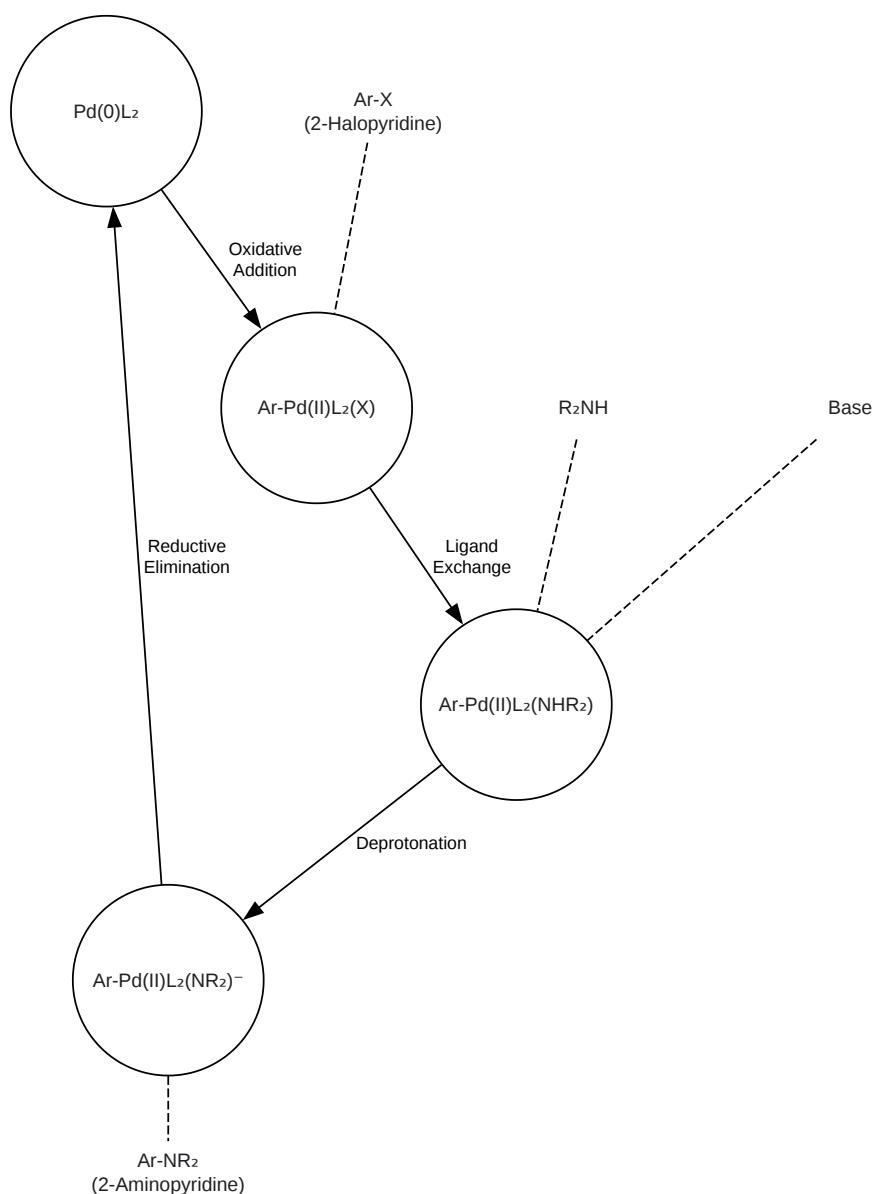 Pd(0)L₂
Ar-X
(2-Halopyridine)
Oxidative
Addition
Ar-Pd(II)L₂(X)
R₂NH
Base
Reductive
Elimination
Ligand
Exchange
Ar-Pd(II)L₂(NHR₂)
Deprotonation
Ar-Pd(II)L₂(NR₂)⁻
Ar-NR₂
(2-Aminopyridine)